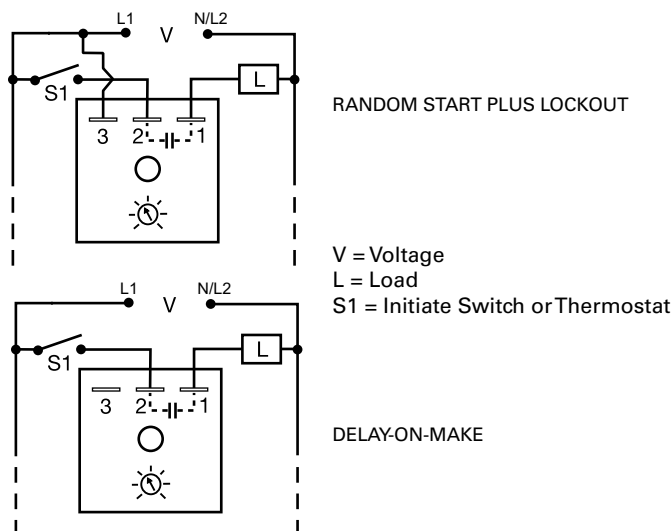 L1 V N/L2
S1 L
3 2 1
RANDOM START PLUS LOCKOUT
V = Voltage
L = Load
S1 = Initiate Switch or Thermostat
L1 V N/L2
S1 L
3 2 1
DELAY-ON-MAKE